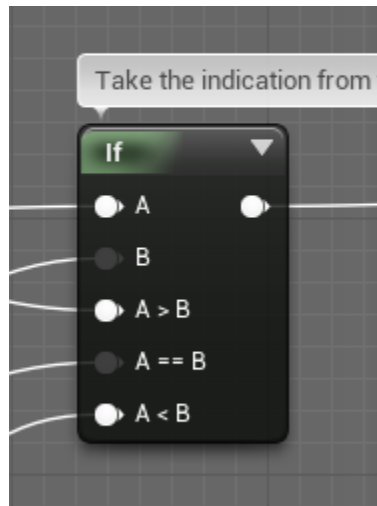 Take the indication from
If
A
B
A > B
A == B
A < B